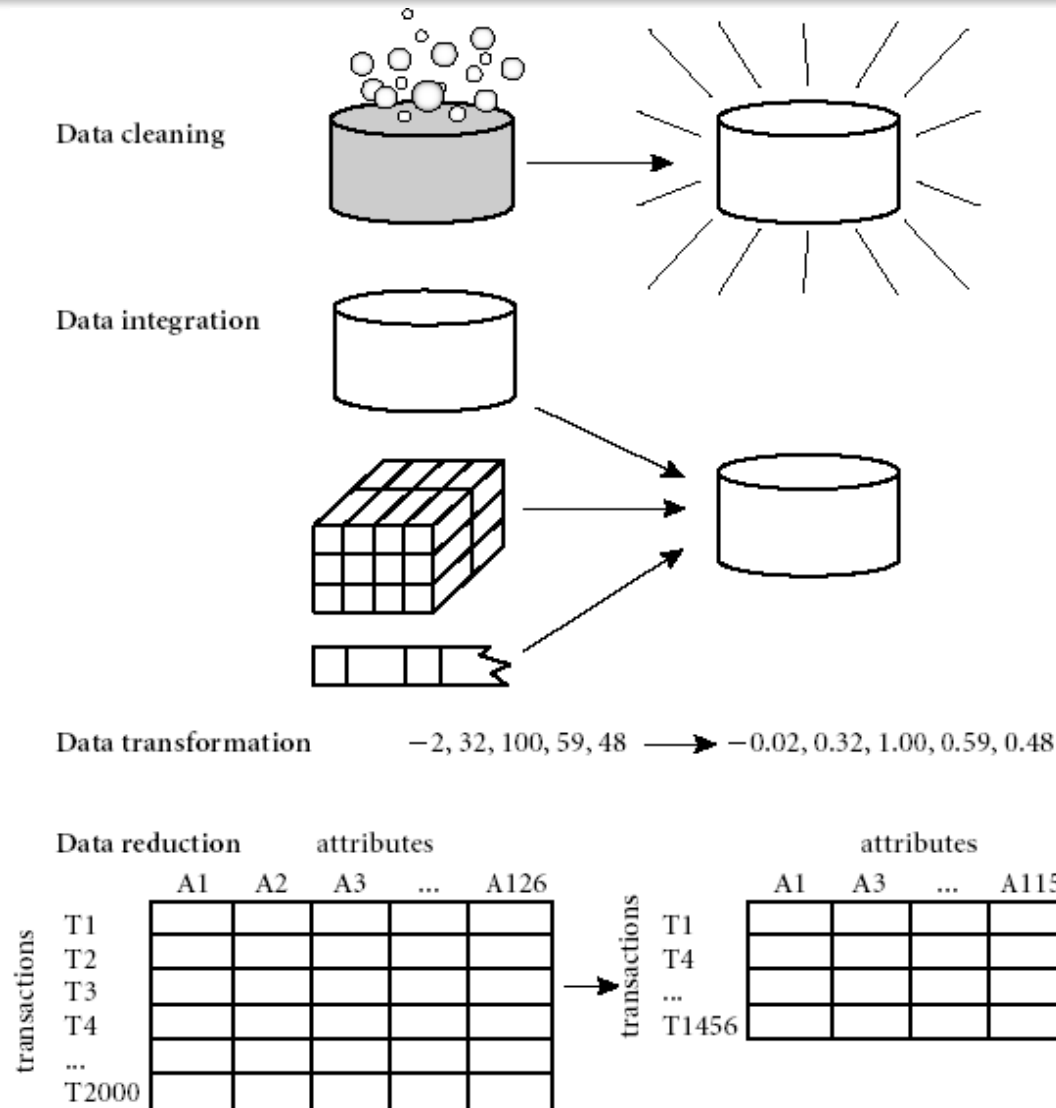 Data cleaning
Data integration
Data transformation −2, 32, 100, 59, 48 −0.02, 0.32, 1.00, 0.59, 0.48
Data reduction attributes attributes
A1 A2 A3 ... A126 A1 A3 ... A115
transactions transactions
T1 T1
T2 T4
T3 ...
T4 T1456
...
T2000